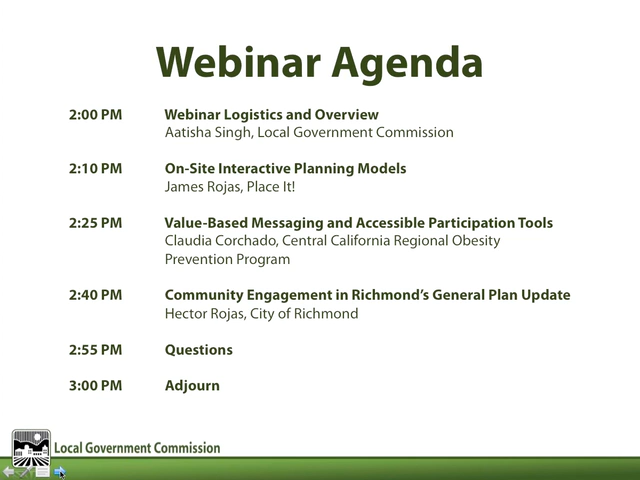 Webinar Agenda
2:00 PM Webinar Logistics and Overview
Aatisha Singh, Local Government Commission
2:10 PM On-Site Interactive Planning Models
James Rojas, Place It!
2:25 PM Value-Based Messaging and Accessible Participation Tools
Claudia Corchado, Central California Regional Obesity
Prevention Program
2:40 PM Community Engagement in Richmond’s General Plan Update
Hector Rojas, City of Richmond
2:55 PM Questions
3:00 PM Adjourn
Local Government Commission